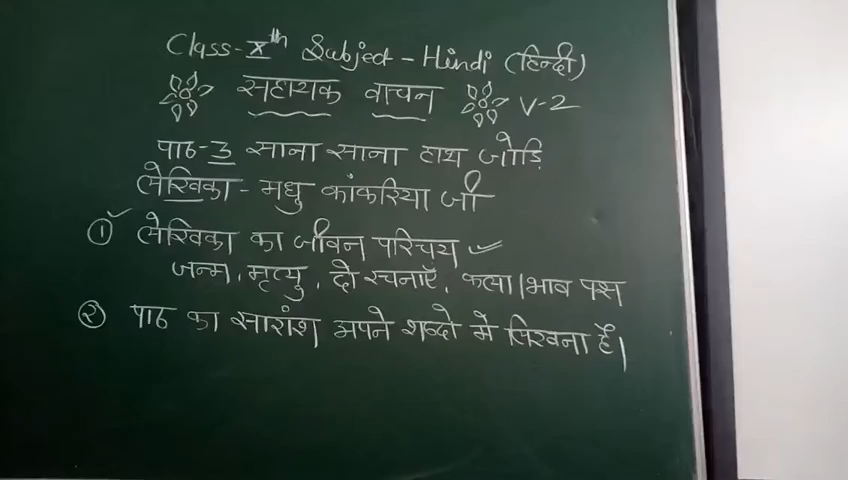 Class-Xth Subject - Hindi (हिन्दी)
सहायक वाचन V-2
पाठ-3 साना साना हाथ जोड़ि
लेखिका - मधु कांकरिया जी
① लेखिका का जीवन परिचय
जन्म, मृत्यु, दो रचनाएँ, कला/भाव पक्ष
② पाठ का सारांश अपने शब्दो मे लिखना हैं।